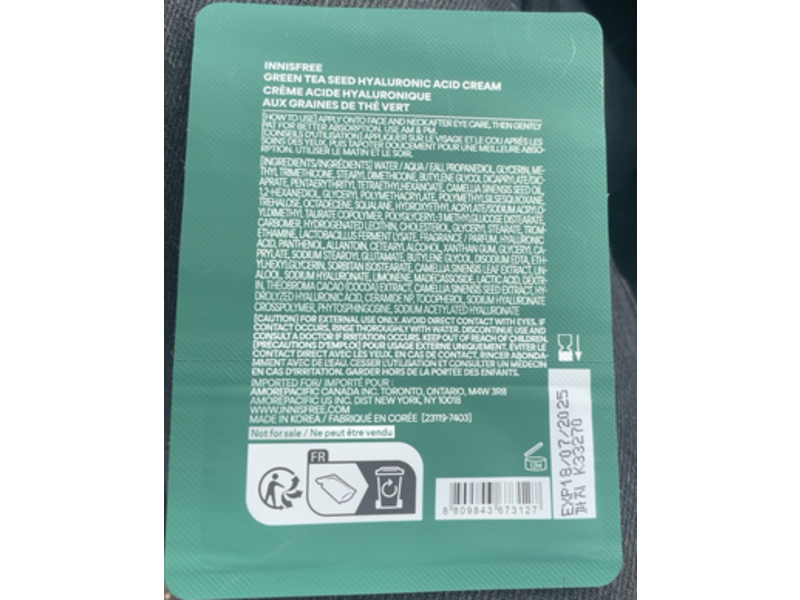 INNISFREE
GREEN TEA SEED HYALURONIC ACID CREAM
CRÈME ACIDE HYALURONIQUE
AUX GRAINES DE THÉ VERT
[HOW TO USE] APPLY ONTO FACE AND NECK AFTER EYE CARE, THEN GENTLY
PAT FOR BETTER ABSORPTION. USE AM & PM.
[CONSEILS D'UTILISATION] APPLIQUER SUR LE VISAGE ET LE COU APRÈS LES
SOINS DES YEUX, PUIS TAPOTER DOUCEMENT POUR UNE MEILLEURE ABSO-
RPTION. UTILISER LE MATIN ET LE SOIR.
[INGREDIENTS/INGRÉDIENTS] WATER / AQUA / EAU, PROPANEDIOL, GLYCERIN, ME-
THYL TRIMETHICONE, STEARYL DIMETHICONE, BUTYLENE GLYCOL DICAPRYLATE/DIC-
APRATE, PENTAERYTHRITYL TETRAETHYLHEXANOATE, CAMELLIA SINENSIS SEED OIL,
1,2-HEXANEDIOL, GLYCERYL POLYMETHACRYLATE, POLYMETHYLSILSESQUIOXANE,
TREHALOSE, OCTADECENE, SQUALANE, HYDROXYETHYL ACRYLATE/SODIUM ACRYLO-
YLDIMETHYL TAURATE COPOLYMER, POLYGLYCERYL-3 METHYLGLUCOSE DISTEARATE,
CARBOMER, HYDROGENATED LECITHIN, CHOLESTEROL, GLYCERYL STEARATE, TROM-
ETHAMINE, LACTOBACILLUS FERMENT LYSATE, FRAGRANCE / PARFUM, HYALURONIC
ACID, PANTHENOL, ALLANTOIN, CETEARYL ALCOHOL, XANTHAN GUM, GLYCERYL CA-
PRYLATE, SODIUM STEAROYL GLUTAMATE, BUTYLENE GLYCOL, DISODIUM EDTA, ETH-
YLHEXYLGLYCERIN, SORBITAN ISOSTEARATE, CAMELLIA SINENSIS LEAF EXTRACT, LIN-
ALOOL, SODIUM HYALURONATE, LIMONENE, MADECASSOSIDE, LACTIC ACID, DEXTR-
IN, THEOBROMA CACAO (COCOA) EXTRACT, CAMELLIA SINENSIS SEED EXTRACT, HY-
DROLYZED HYALURONIC ACID, CERAMIDE NP, TOCOPHEROL, SODIUM HYALURONATE
CROSSPOLYMER, PHYTOSPHINGOSINE, SODIUM ACETYLATED HYALURONATE
[CAUTION] FOR EXTERNAL USE ONLY. AVOID DIRECT CONTACT WITH EYES. IF
CONTACT OCCURS, RINSE THOROUGHLY WITH WATER. DISCONTINUE USE AND
CONSULT A DOCTOR IF IRRITATION OCCURS. KEEP OUT OF REACH OF CHILDREN.
[PRÉCAUTIONS D'EMPLOI] POUR USAGE EXTERNE UNIQUEMENT. ÉVITER LE
CONTACT DIRECT AVEC LES YEUX. EN CAS DE CONTACT, RINCER ABONDA-
MMENT AVEC DE L'EAU. CESSER L'UTILISATION ET CONSULTER UN MÉDECIN
EN CAS D'IRRITATION. GARDER HORS DE LA PORTÉE DES ENFANTS.
IMPORTED FOR/ IMPORTÉ POUR :
AMOREPACIFIC CANADA INC. TORONTO, ONTARIO, M4W 3R8
AMOREPACIFIC US INC. DIST NEW YORK, NY 10018
WWW.INNISFREE.COM
MADE IN KOREA / FABRIQUÉ EN CORÉE [23119-7403]
Not for sale / Ne peut être vendu
FR
12M
8 809843 673127
EXP18/07/2025
까지 K33270